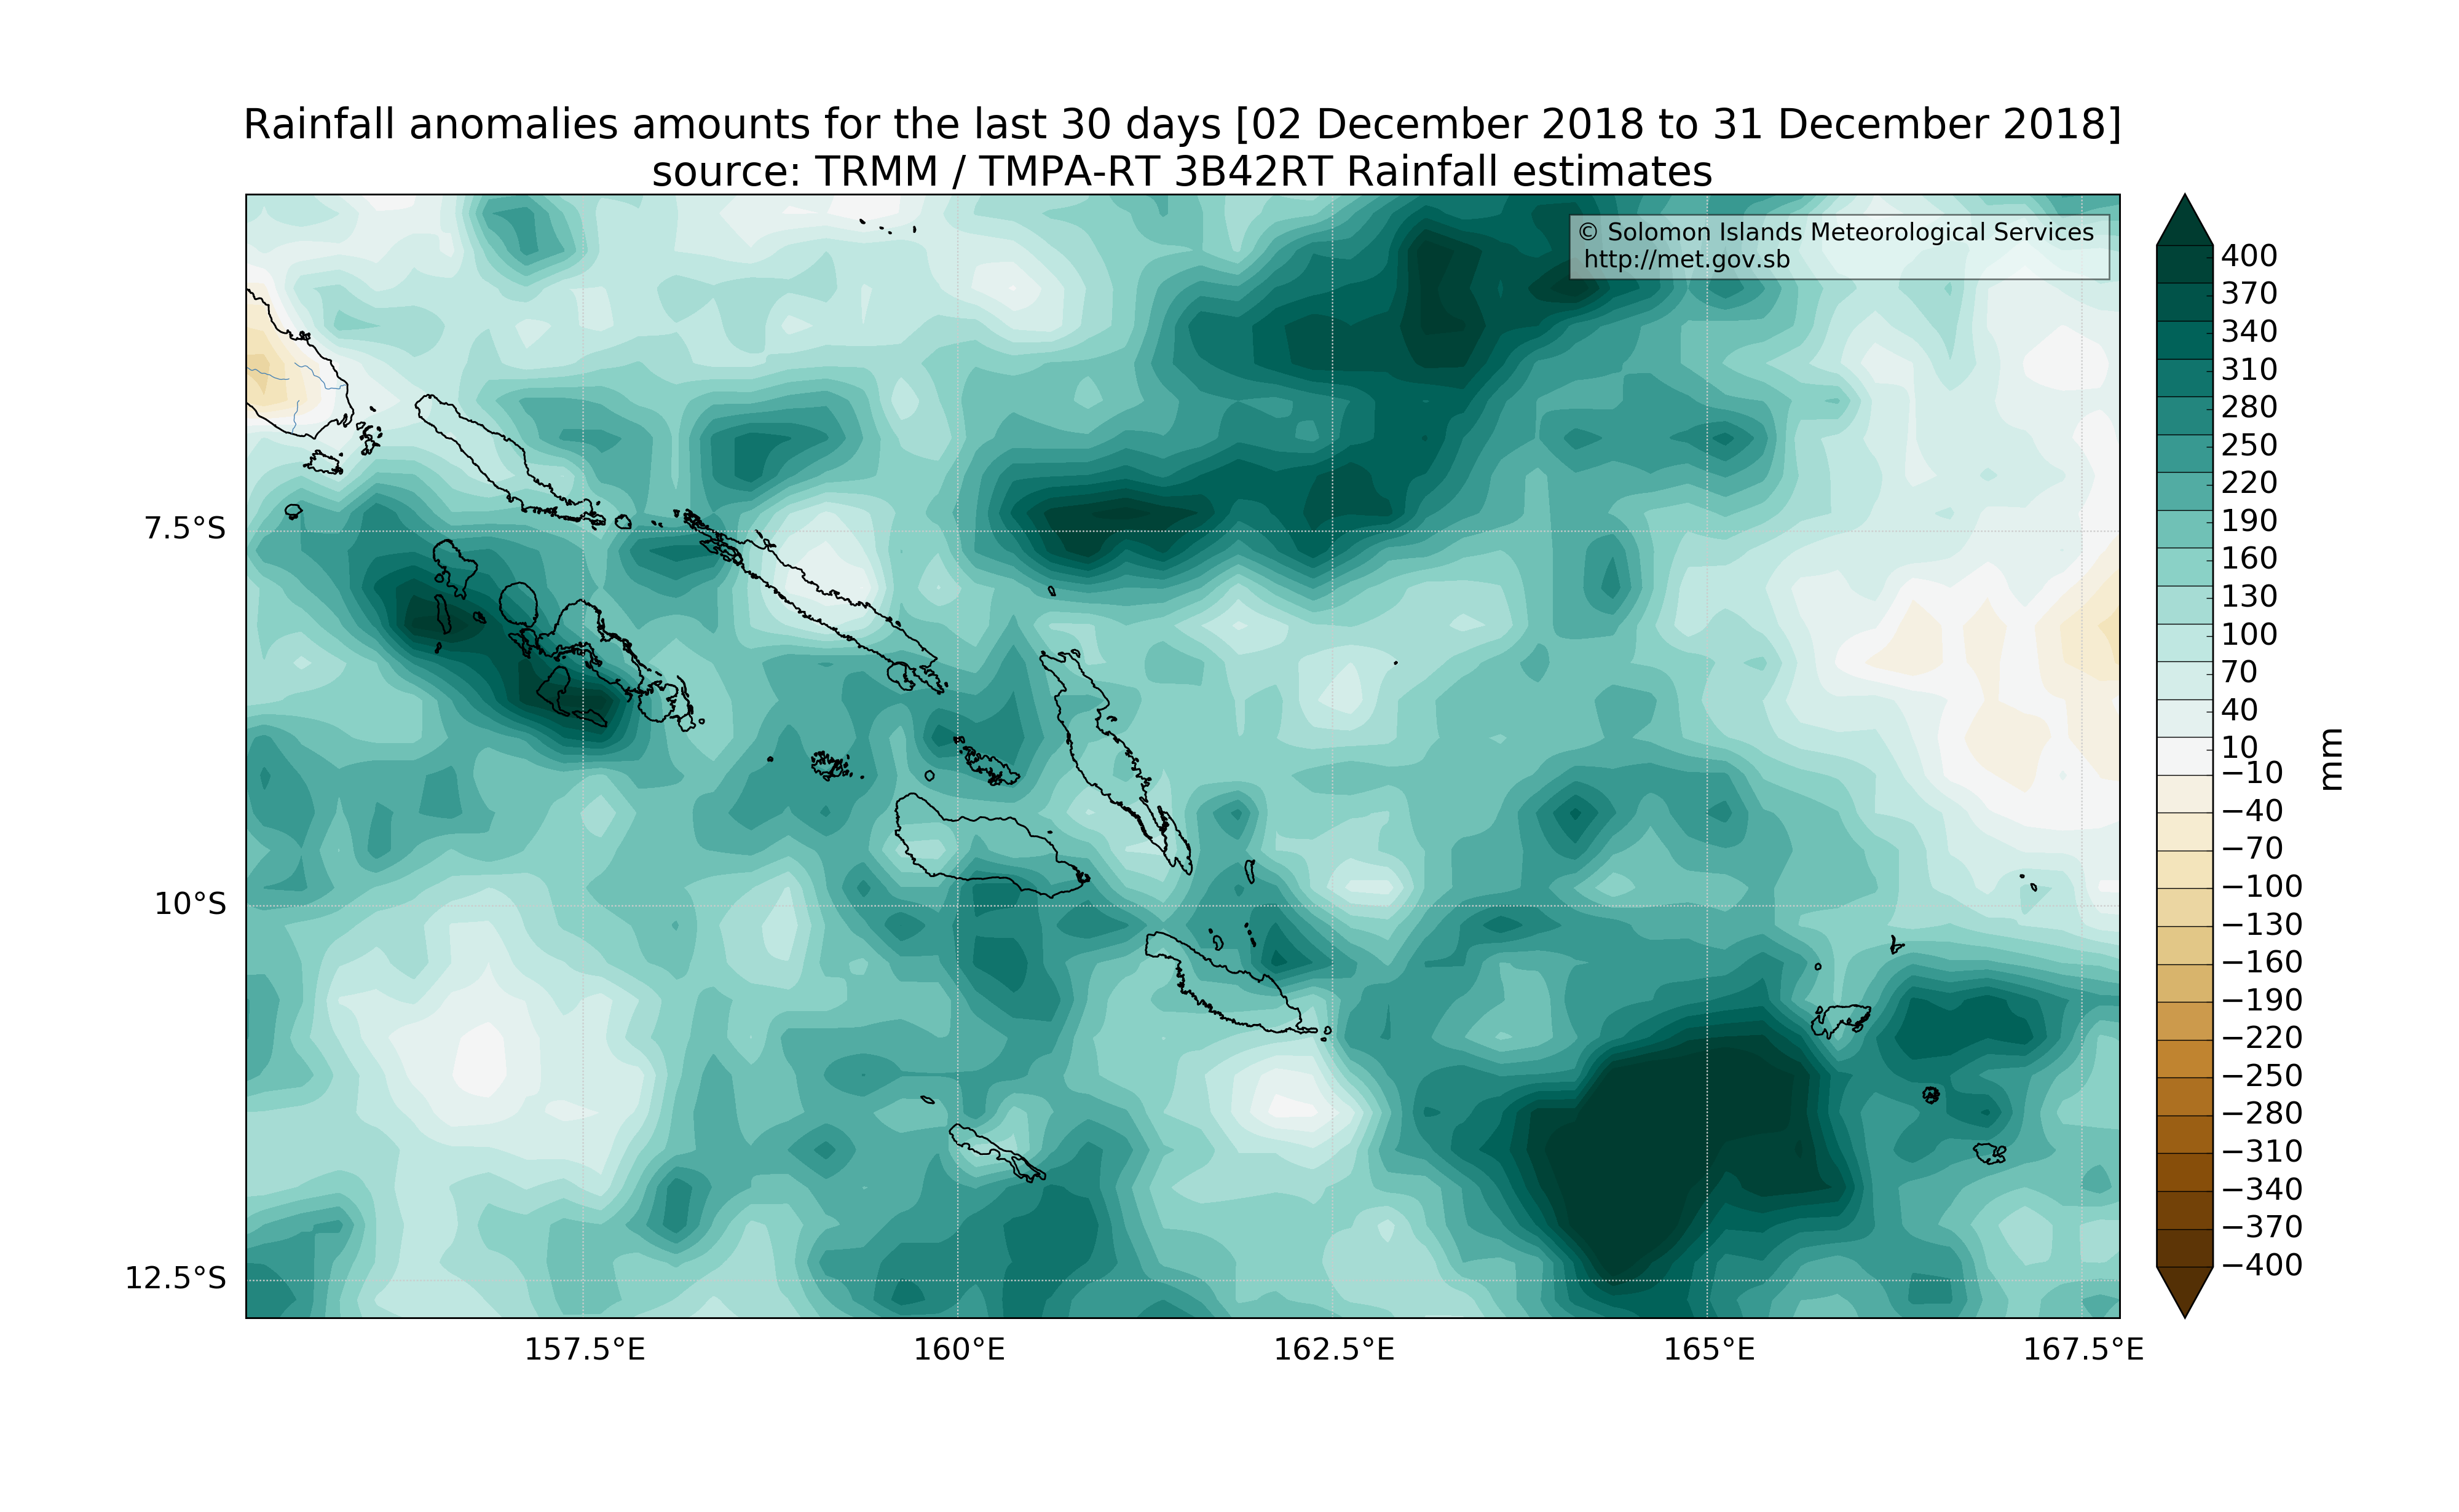 Rainfall anomalies amounts for the last 30 days [02 December 2018 to 31 December 2018]
source: TRMM / TMPA-RT 3B42RT Rainfall estimates
© Solomon Islands Meteorological Services
http://met.gov.sb
7.5°S
10°S
12.5°S
157.5°E
160°E
162.5°E
165°E
167.5°E
400
370
340
310
280
250
220
190
160
130
100
70
40
10
−10
−40
−70
−100
−130
−160
−190
−220
−250
−280
−310
−340
−370
−400
mm